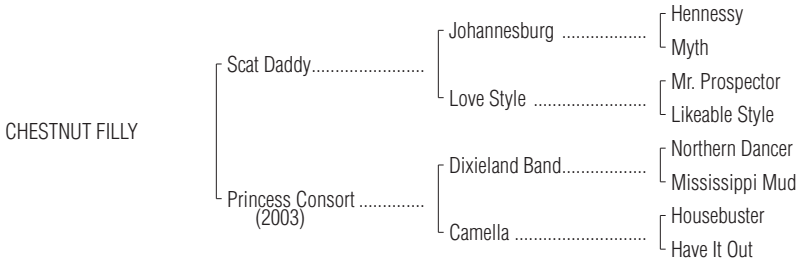 Hennessy
Johannesburg ..................
Myth
Scat Daddy........................
Mr. Prospector
Love Style ........................
Likeable Style
CHESTNUT FILLY
Northern Dancer
Dixieland Band..................
Mississippi Mud
Princess Consort ..............
(2003)
Housebuster
Camella ............................
Have It Out